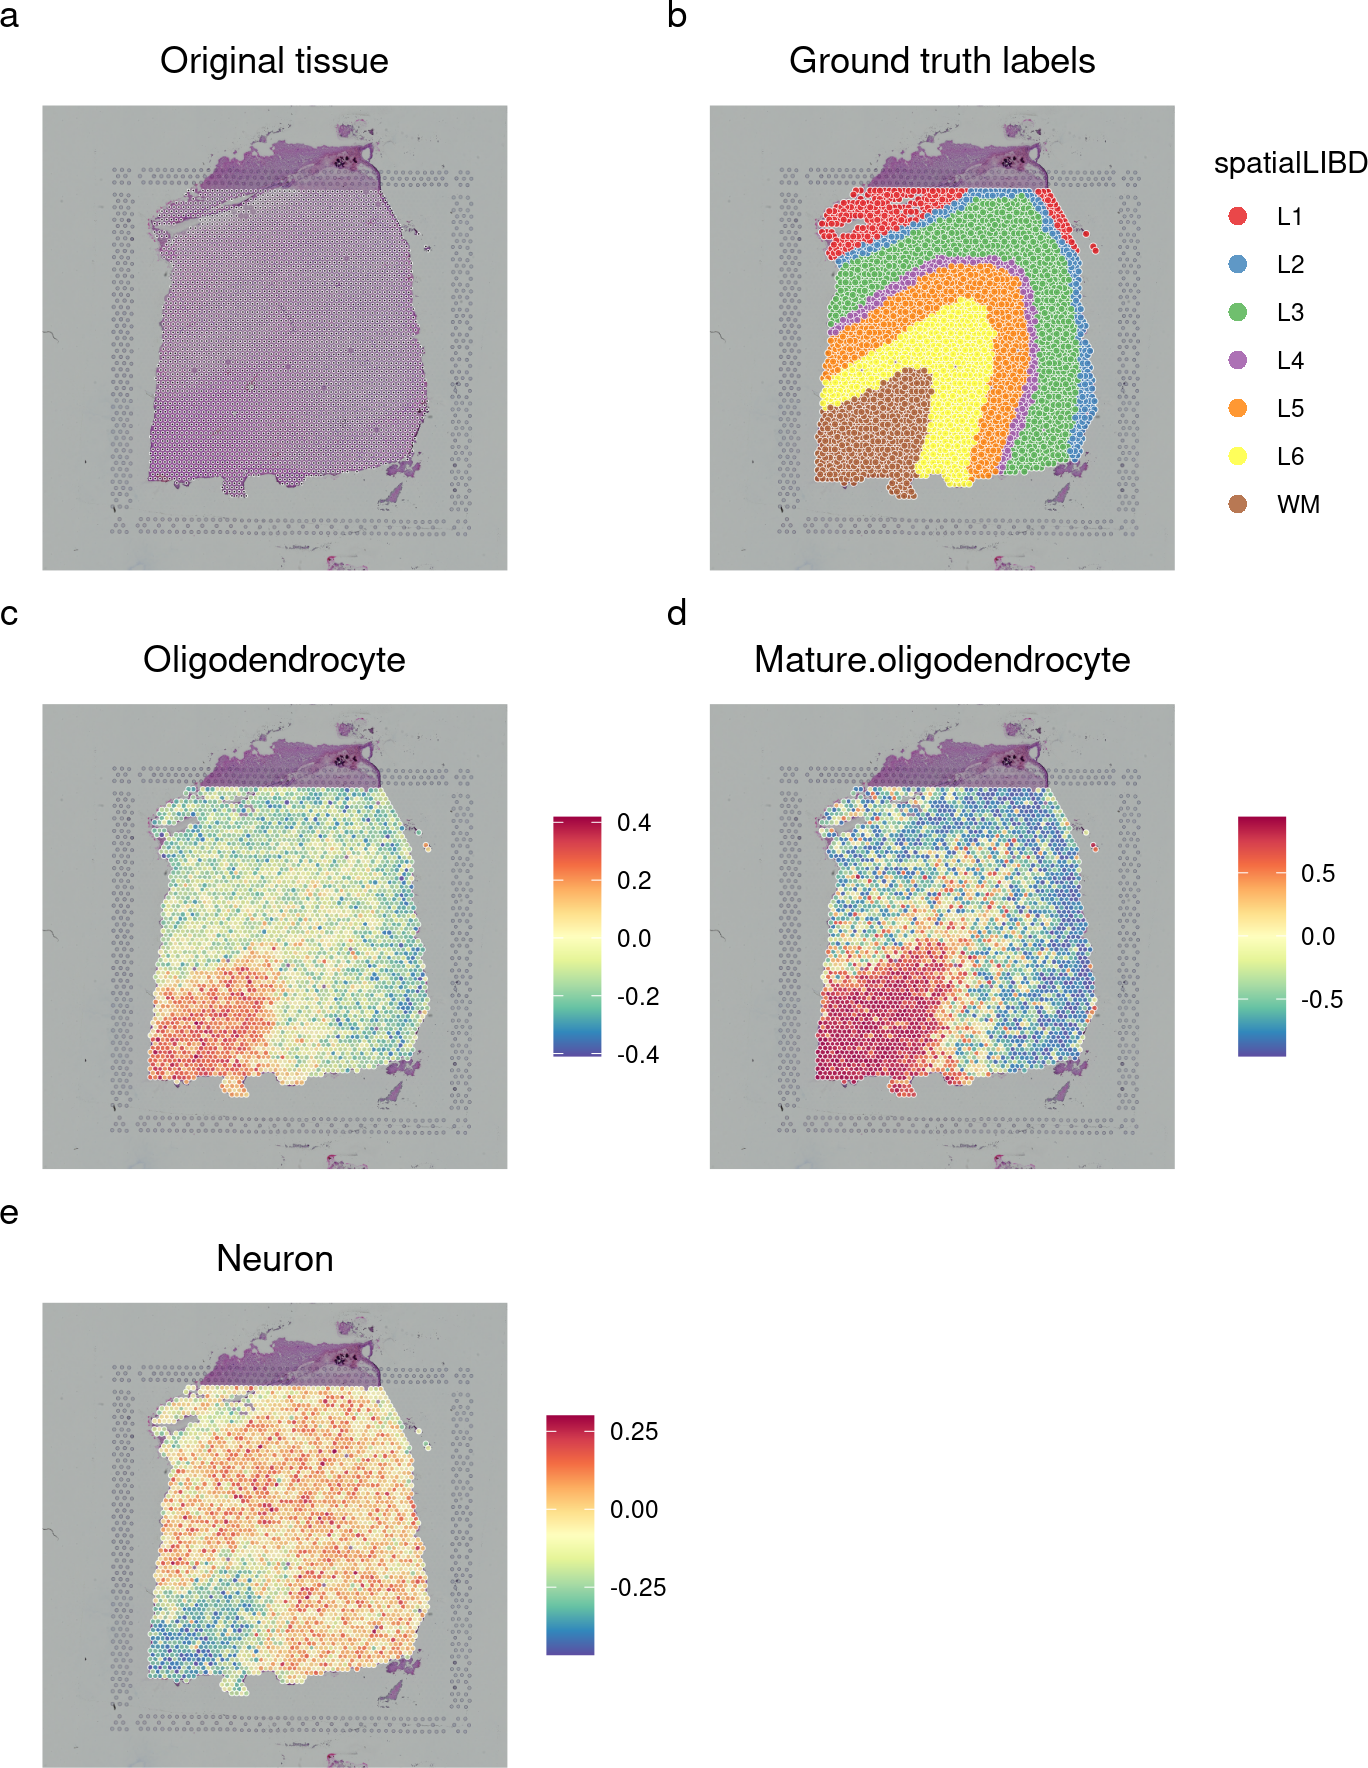 a
Original tissue
b
Ground truth labels
spatialLIBD
L1
L2
L3
L4
L5
L6
WM
c
Oligodendrocyte
0.4
0.2
0.0
-0.2
-0.4
d
Mature.oligodendrocyte
0.5
0.0
-0.5
e
Neuron
0.25
0.00
-0.25